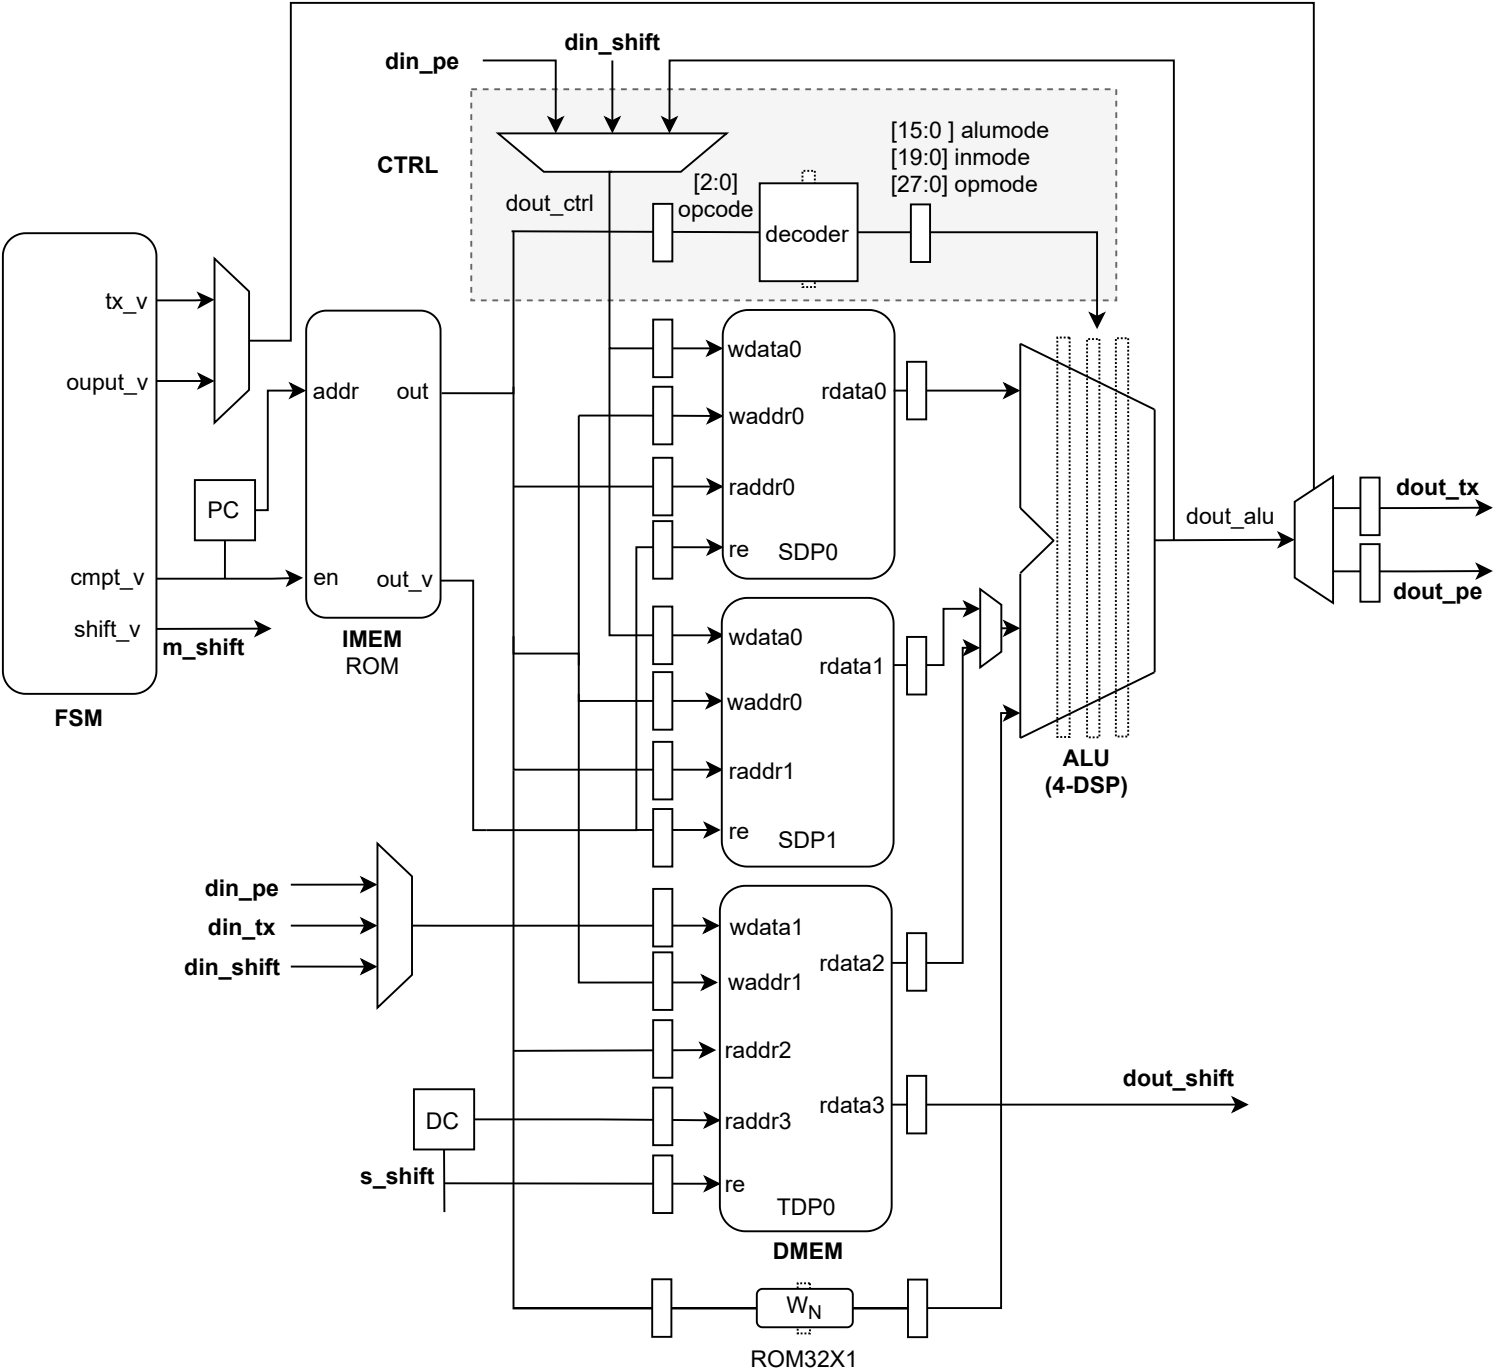 din_shift
din_pe
[15:0 ] alumode
[19:0] inmode
[27:0] opmode
CTRL
[2:0]
opcode
dout_ctrl
decoder
tx_v
ouput_v
cmpt_v
shift_v
m_shift
FSM
PC
addr
out
en
out_v
IMEM
ROM
wdata0
waddr0
raddr0
re
rdata0
SDP0
wdata0
waddr0
raddr1
re
rdata1
SDP1
ALU
(4-DSP)
dout_alu
dout_tx
dout_pe
din_pe
din_tx
din_shift
wdata1
waddr1
raddr2
raddr3
re
rdata2
rdata3
TDP0
DMEM
DC
s_shift
dout_shift
WN
ROM32X1